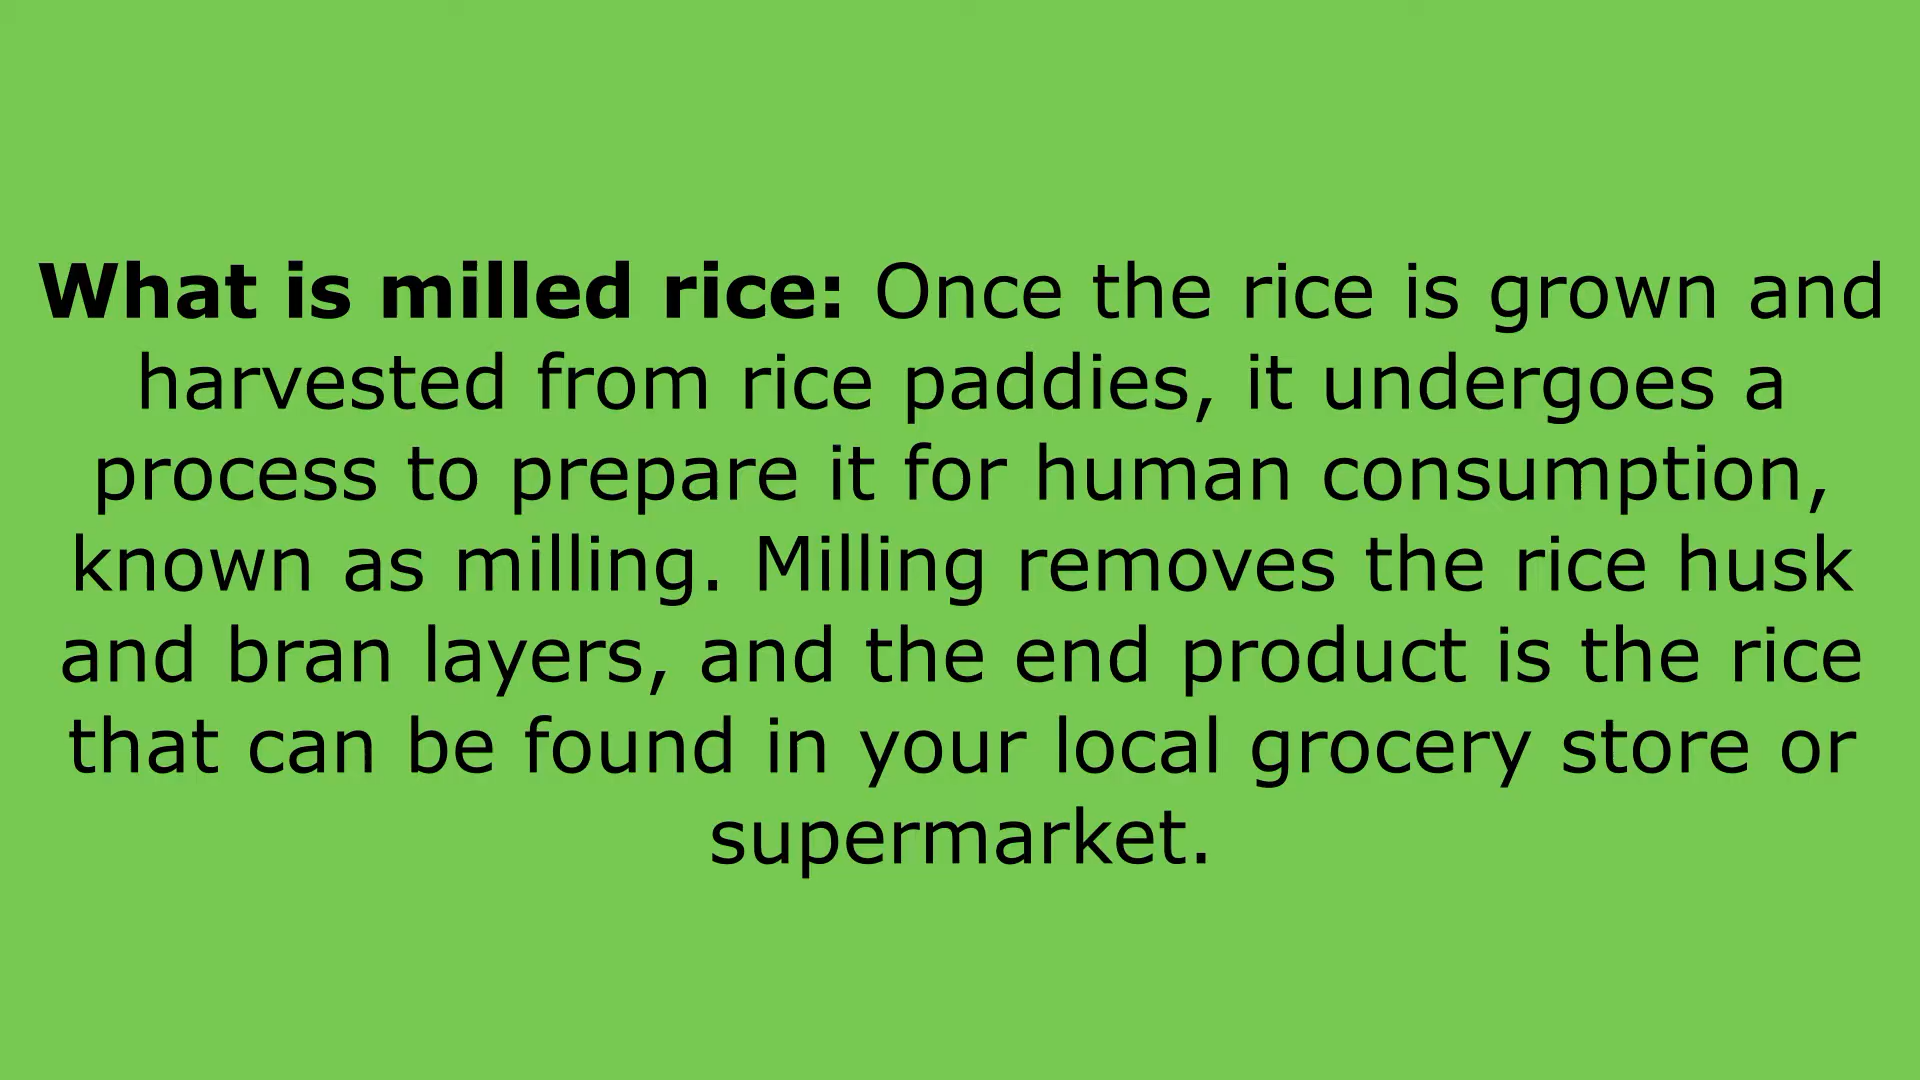 What is milled rice: Once the rice is grown and
harvested from rice paddies, it undergoes a
process to prepare it for human consumption,
known as milling. Milling removes the rice husk
and bran layers, and the end product is the rice
that can be found in your local grocery store or
supermarket.